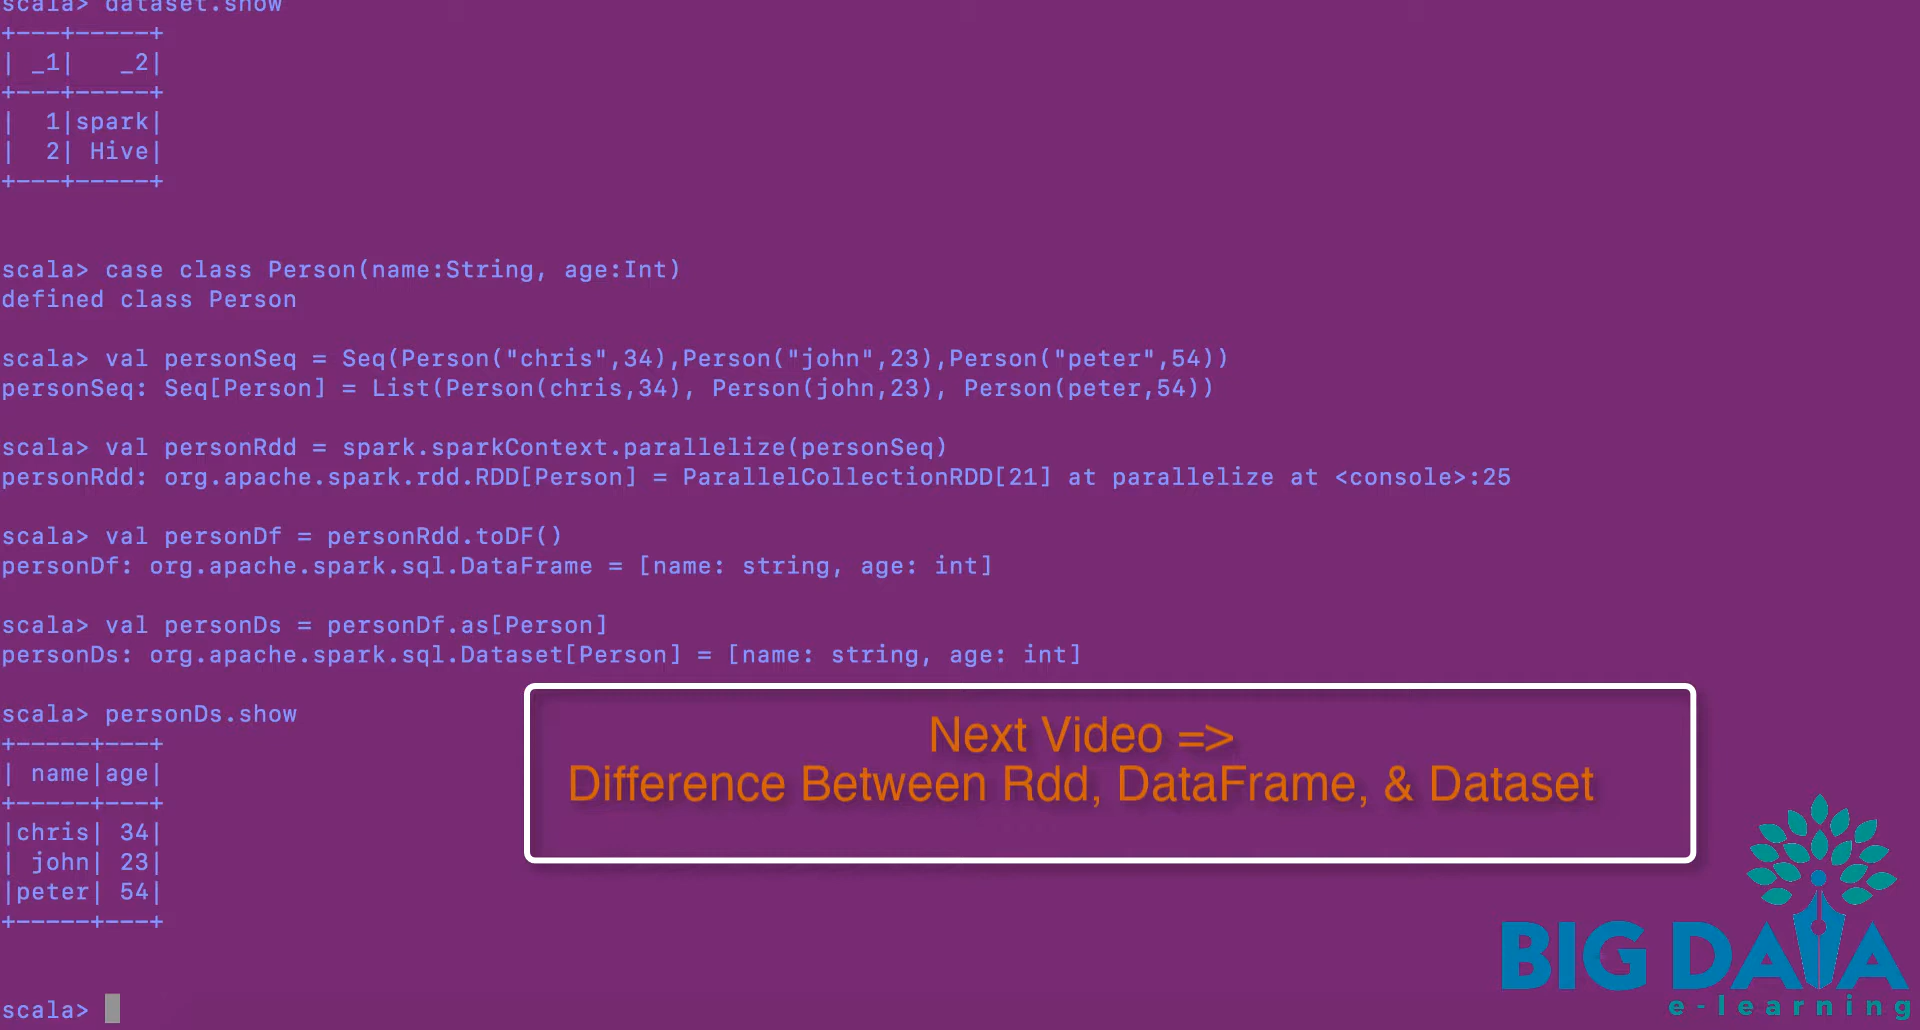 scala> dataset.show
+---+-----+
| _1|   _2|
+---+-----+
|  1|spark|
|  2| Hive|
+---+-----+
scala> case class Person(name:String, age:Int)
defined class Person
scala> val personSeq = Seq(Person("chris",34),Person("john",23),Person("peter",54))
personSeq: Seq[Person] = List(Person(chris,34), Person(john,23), Person(peter,54))
scala> val personRdd = spark.sparkContext.parallelize(personSeq)
personRdd: org.apache.spark.rdd.RDD[Person] = ParallelCollectionRDD[21] at parallelize at <console>:25
scala> val personDf = personRdd.toDF()
personDf: org.apache.spark.sql.DataFrame = [name: string, age: int]
scala> val personDs = personDf.as[Person]
personDs: org.apache.spark.sql.Dataset[Person] = [name: string, age: int]
scala> personDs.show
+-----+---+
| name|age|
+-----+---+
|chris| 34|
| john| 23|
|peter| 54|
+-----+---+
scala>
Next Video =>
Difference Between Rdd, DataFrame, & Dataset
BIG DATA
e-learning